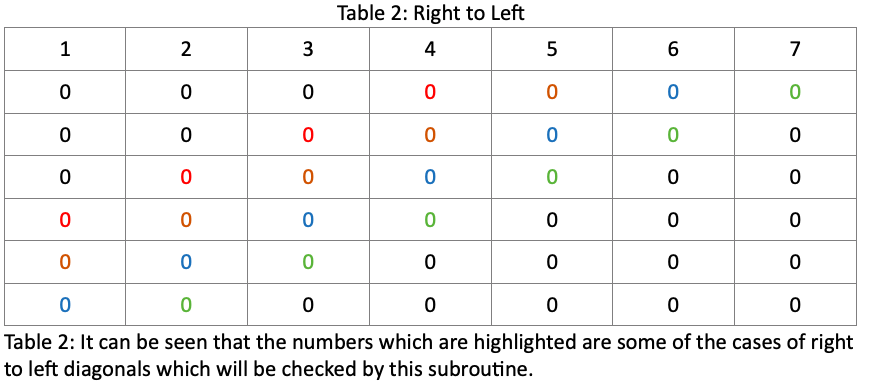 Table 2: Right to Left
1 2 3 4 5 6 7
0 0 0 0 0 0 0
0 0 0 0 0 0 0
0 0 0 0 0 0 0
0 0 0 0 0 0 0
0 0 0 0 0 0 0
0 0 0 0 0 0 0
Table 2: It can be seen that the numbers which are highlighted are some of the cases of right
to left diagonals which will be checked by this subroutine.